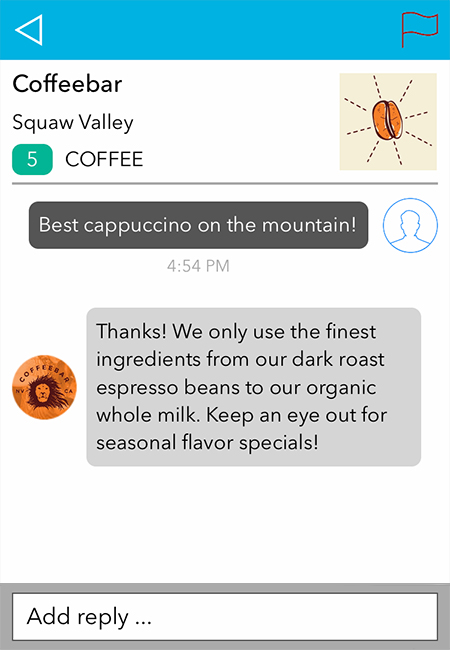 Coffeebar
Squaw Valley
5 COFFEE
Best cappuccino on the mountain!
4:54 PM
COFFEEBAR
NV CA
Thanks! We only use the finest
ingredients from our dark roast
espresso beans to our organic
whole milk. Keep an eye out for
seasonal flavor specials!
Add reply ...